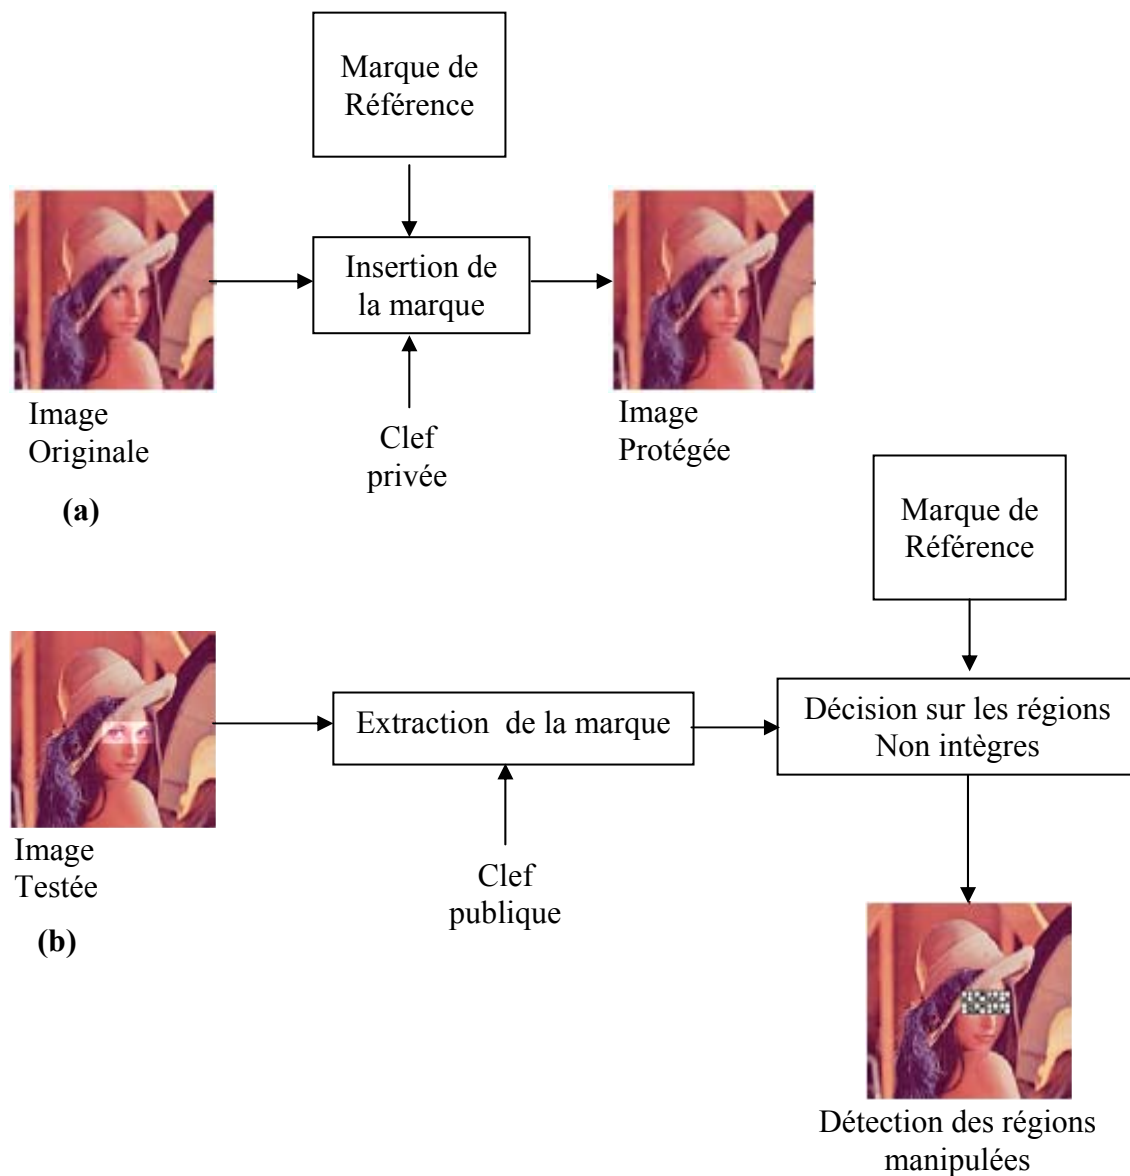 Marque de
Référence
Insertion de
la marque
Image
Originale
Clef
privée
Image
Protégée
(a)
Marque de
Référence
Extraction de la marque
Décision sur les régions
Non intègres
Image
Testée
Clef
publique
(b)
Détection des régions
manipulées